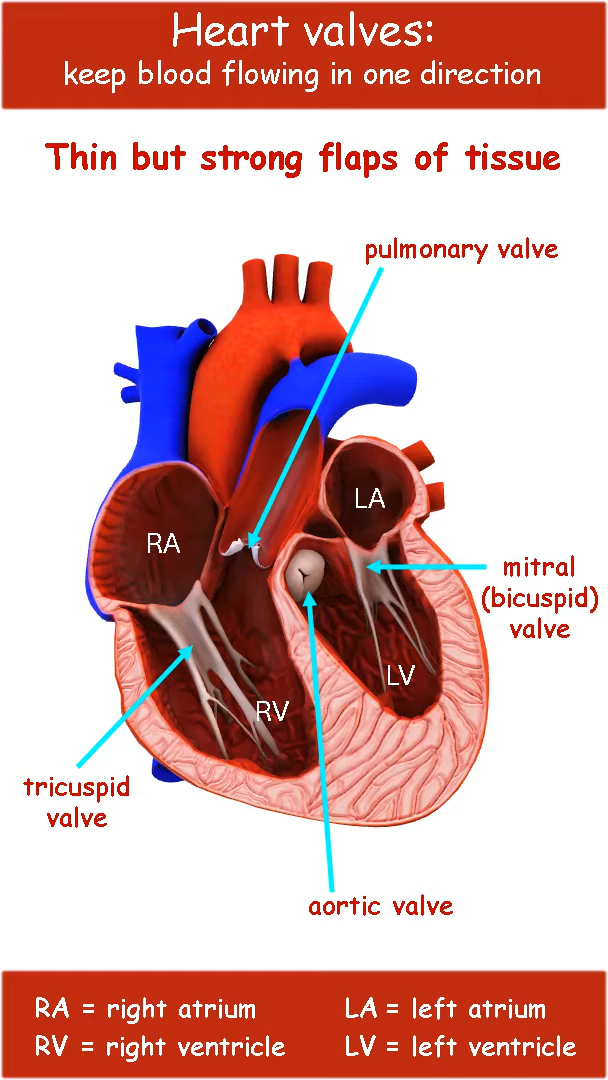 Heart valves:
keep blood flowing in one direction
Thin but strong flaps of tissue
pulmonary valve
LA
RA
mitral
(bicuspid)
valve
LV
RV
tricuspid
valve
aortic valve
RA = right atrium
LA = left atrium
RV = right ventricle
LV = left ventricle